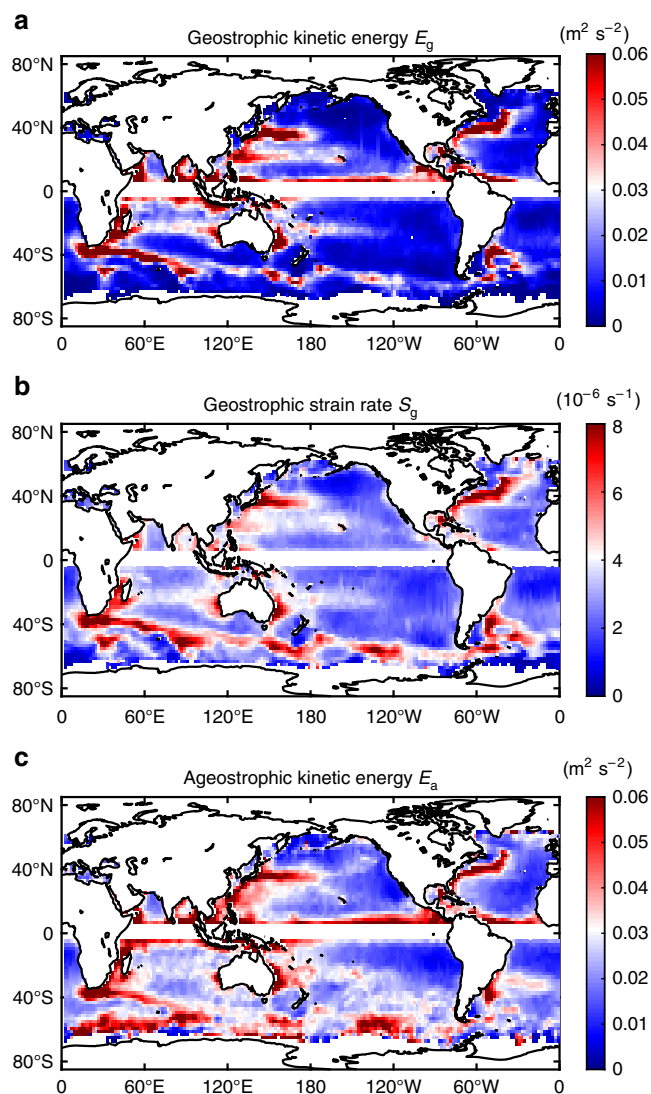 a
Geostrophic kinetic energy Eg
(m² s⁻²)
80°N
40°N
0
40°S
80°S
0
60°E
120°E
180
120°W
60°W
0
0.06
0.05
0.04
0.03
0.02
0.01
0
b
Geostrophic strain rate Sg
(10⁻⁶ s⁻¹)
80°N
40°N
0
40°S
80°S
0
60°E
120°E
180
120°W
60°W
0
8
6
4
2
0
c
Ageostrophic kinetic energy Ea
(m² s⁻²)
80°N
40°N
0
40°S
80°S
0
60°E
120°E
180
120°W
60°W
0
0.06
0.05
0.04
0.03
0.02
0.01
0